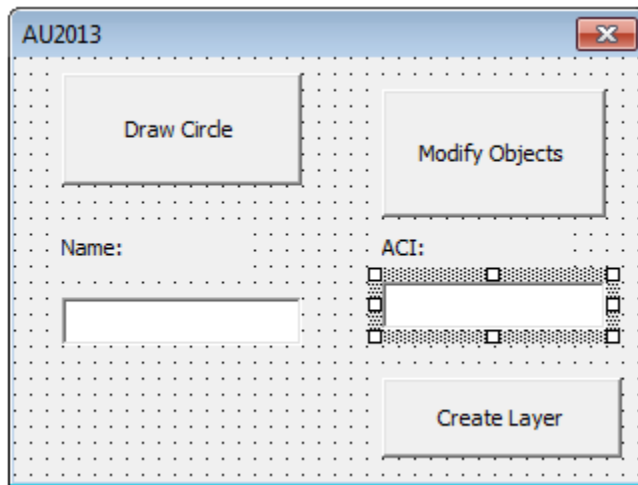 AU2013
Draw Circle
Modify Objects
Name:
ACI:
Create Layer